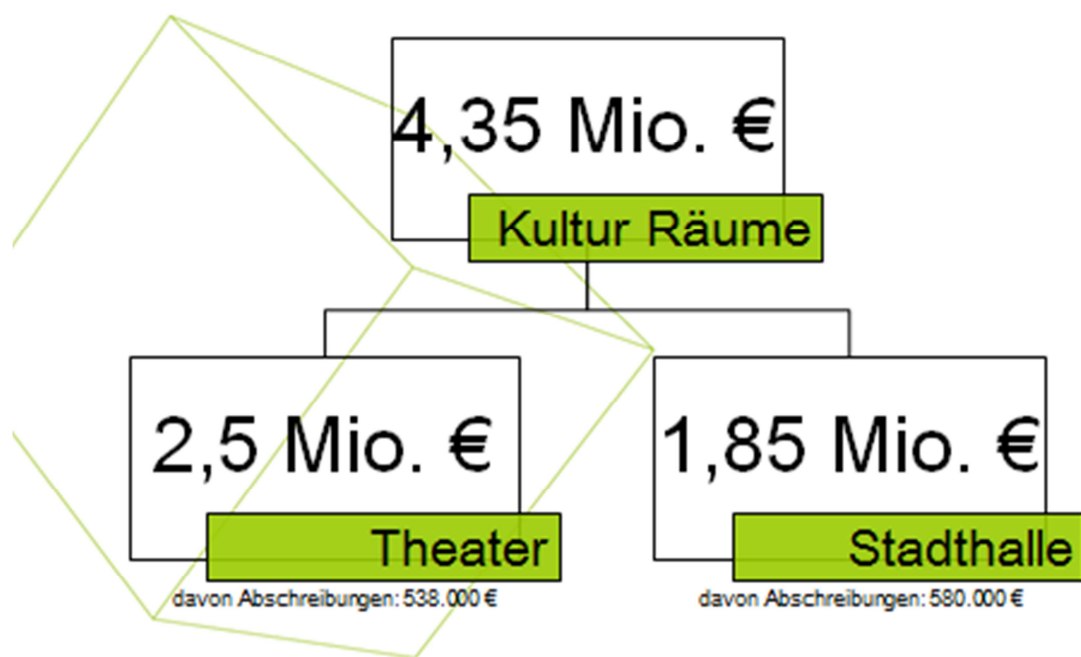 4,35 Mio. €
Kultur Räume
2,5 Mio. €
Theater
davon Abschreibungen: 538.000 €
1,85 Mio. €
Stadthalle
davon Abschreibungen: 580.000 €